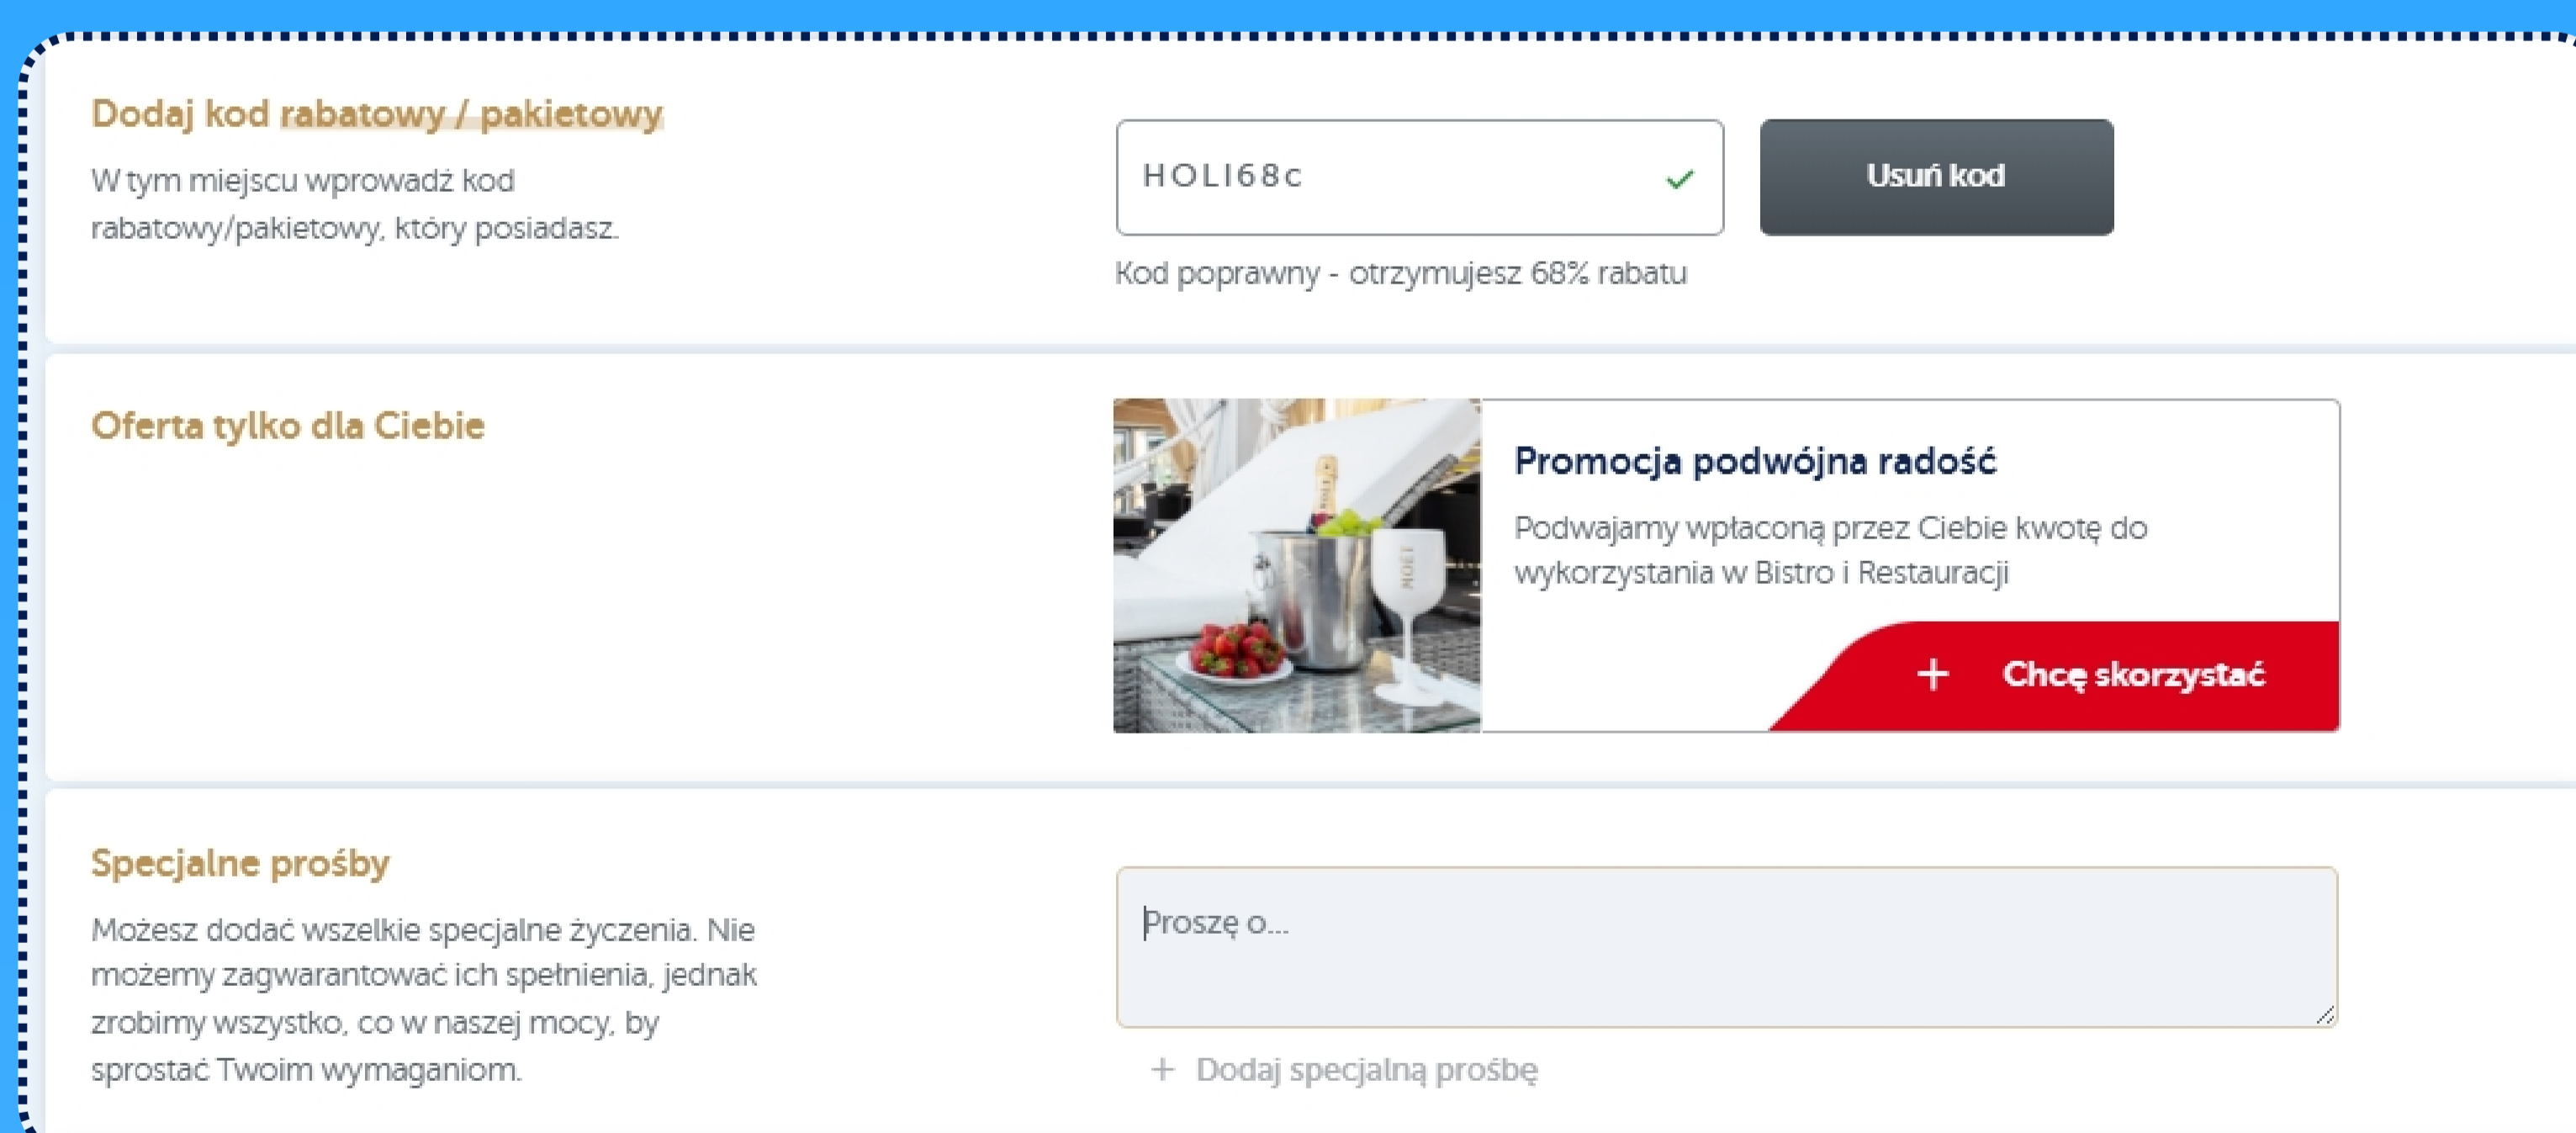 Dodaj kod rabatowy / pakietowy
W tym miejscu wprowadź kod
rabatowy/pakietowy, który posiadasz.
HOLI68c
Usuń kod
Kod poprawny - otrzymujesz 68% rabatu
Oferta tylko dla Ciebie
MOËT
Promocja podwójna radość
Podwajamy wpłaconą przez Ciebie kwotę do
wykorzystania w Bistro i Restauracji
+ Chcę skorzystać
Specjalne prośby
Możesz dodać wszelkie specjalne życzenia. Nie
możemy zagwarantować ich spełnienia, jednak
zrobimy wszystko, co w naszej mocy, by
sprostać Twoim wymaganiom.
Proszę o...
+ Dodaj specjalną prośbę